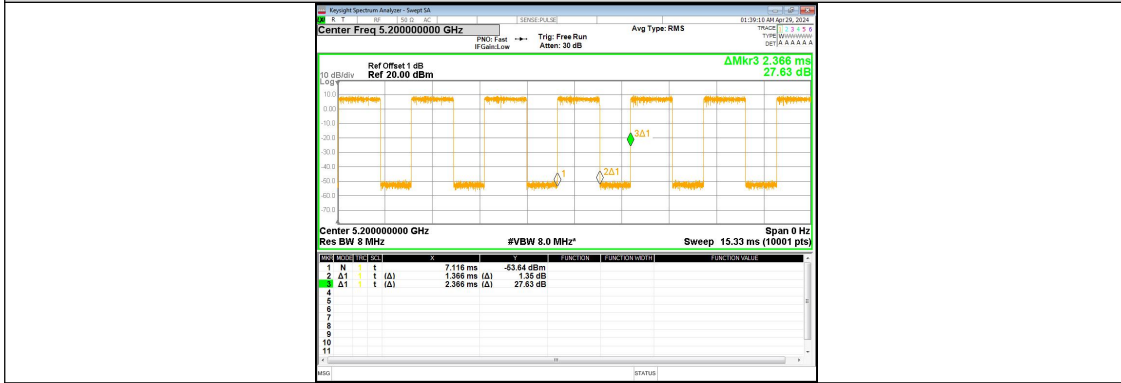 Keysight Spectrum Analyzer - Swept SA
R T RF 50 Ω AC SENSE:PULSE 01:39:10 AM Apr 29, 2024
Center Freq 5.200000000 GHz Avg Type: RMS TRACE 1 2 3 4 5 6
PNO: Fast Trig: Free Run TYPE WWWWWW
IFGain:Low Atten: 30 dB DET A A A A A A
ΔMkr3 2.366 ms
Ref Offset 1 dB
10 dB/div Ref 20.00 dBm 27.63 dB
Log
10.0
0.00
-10.0
-20.0 3Δ1
-30.0
-40.0
-50.0 1 2Δ1
-60.0
-70.0
Center 5.200000000 GHz Span 0 Hz
Res BW 8 MHz #VBW 8.0 MHz* Sweep 15.33 ms (10001 pts)
MKR MODE TRC SCL X Y FUNCTION FUNCTION WIDTH FUNCTION VALUE
1 N 1 t 7.116 ms -53.64 dBm
2 Δ1 1 t (Δ) 1.366 ms (Δ) 1.35 dB
3 Δ1 1 t (Δ) 2.366 ms (Δ) 27.63 dB
4
5
6
7
8
9
10
11
MSG STATUS